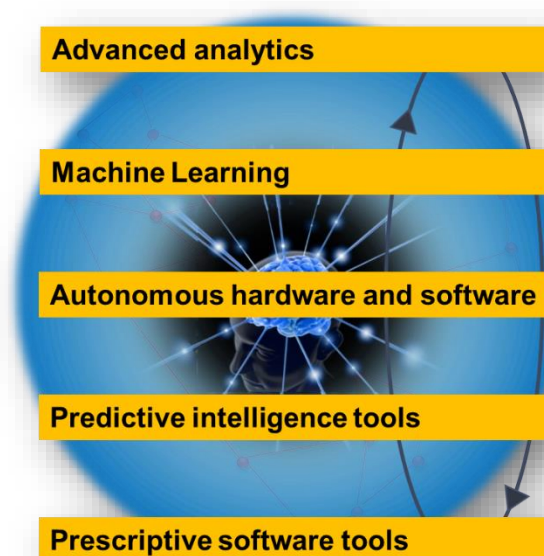 Advanced analytics
Machine Learning
Autonomous hardware and software
Predictive intelligence tools
Prescriptive software tools